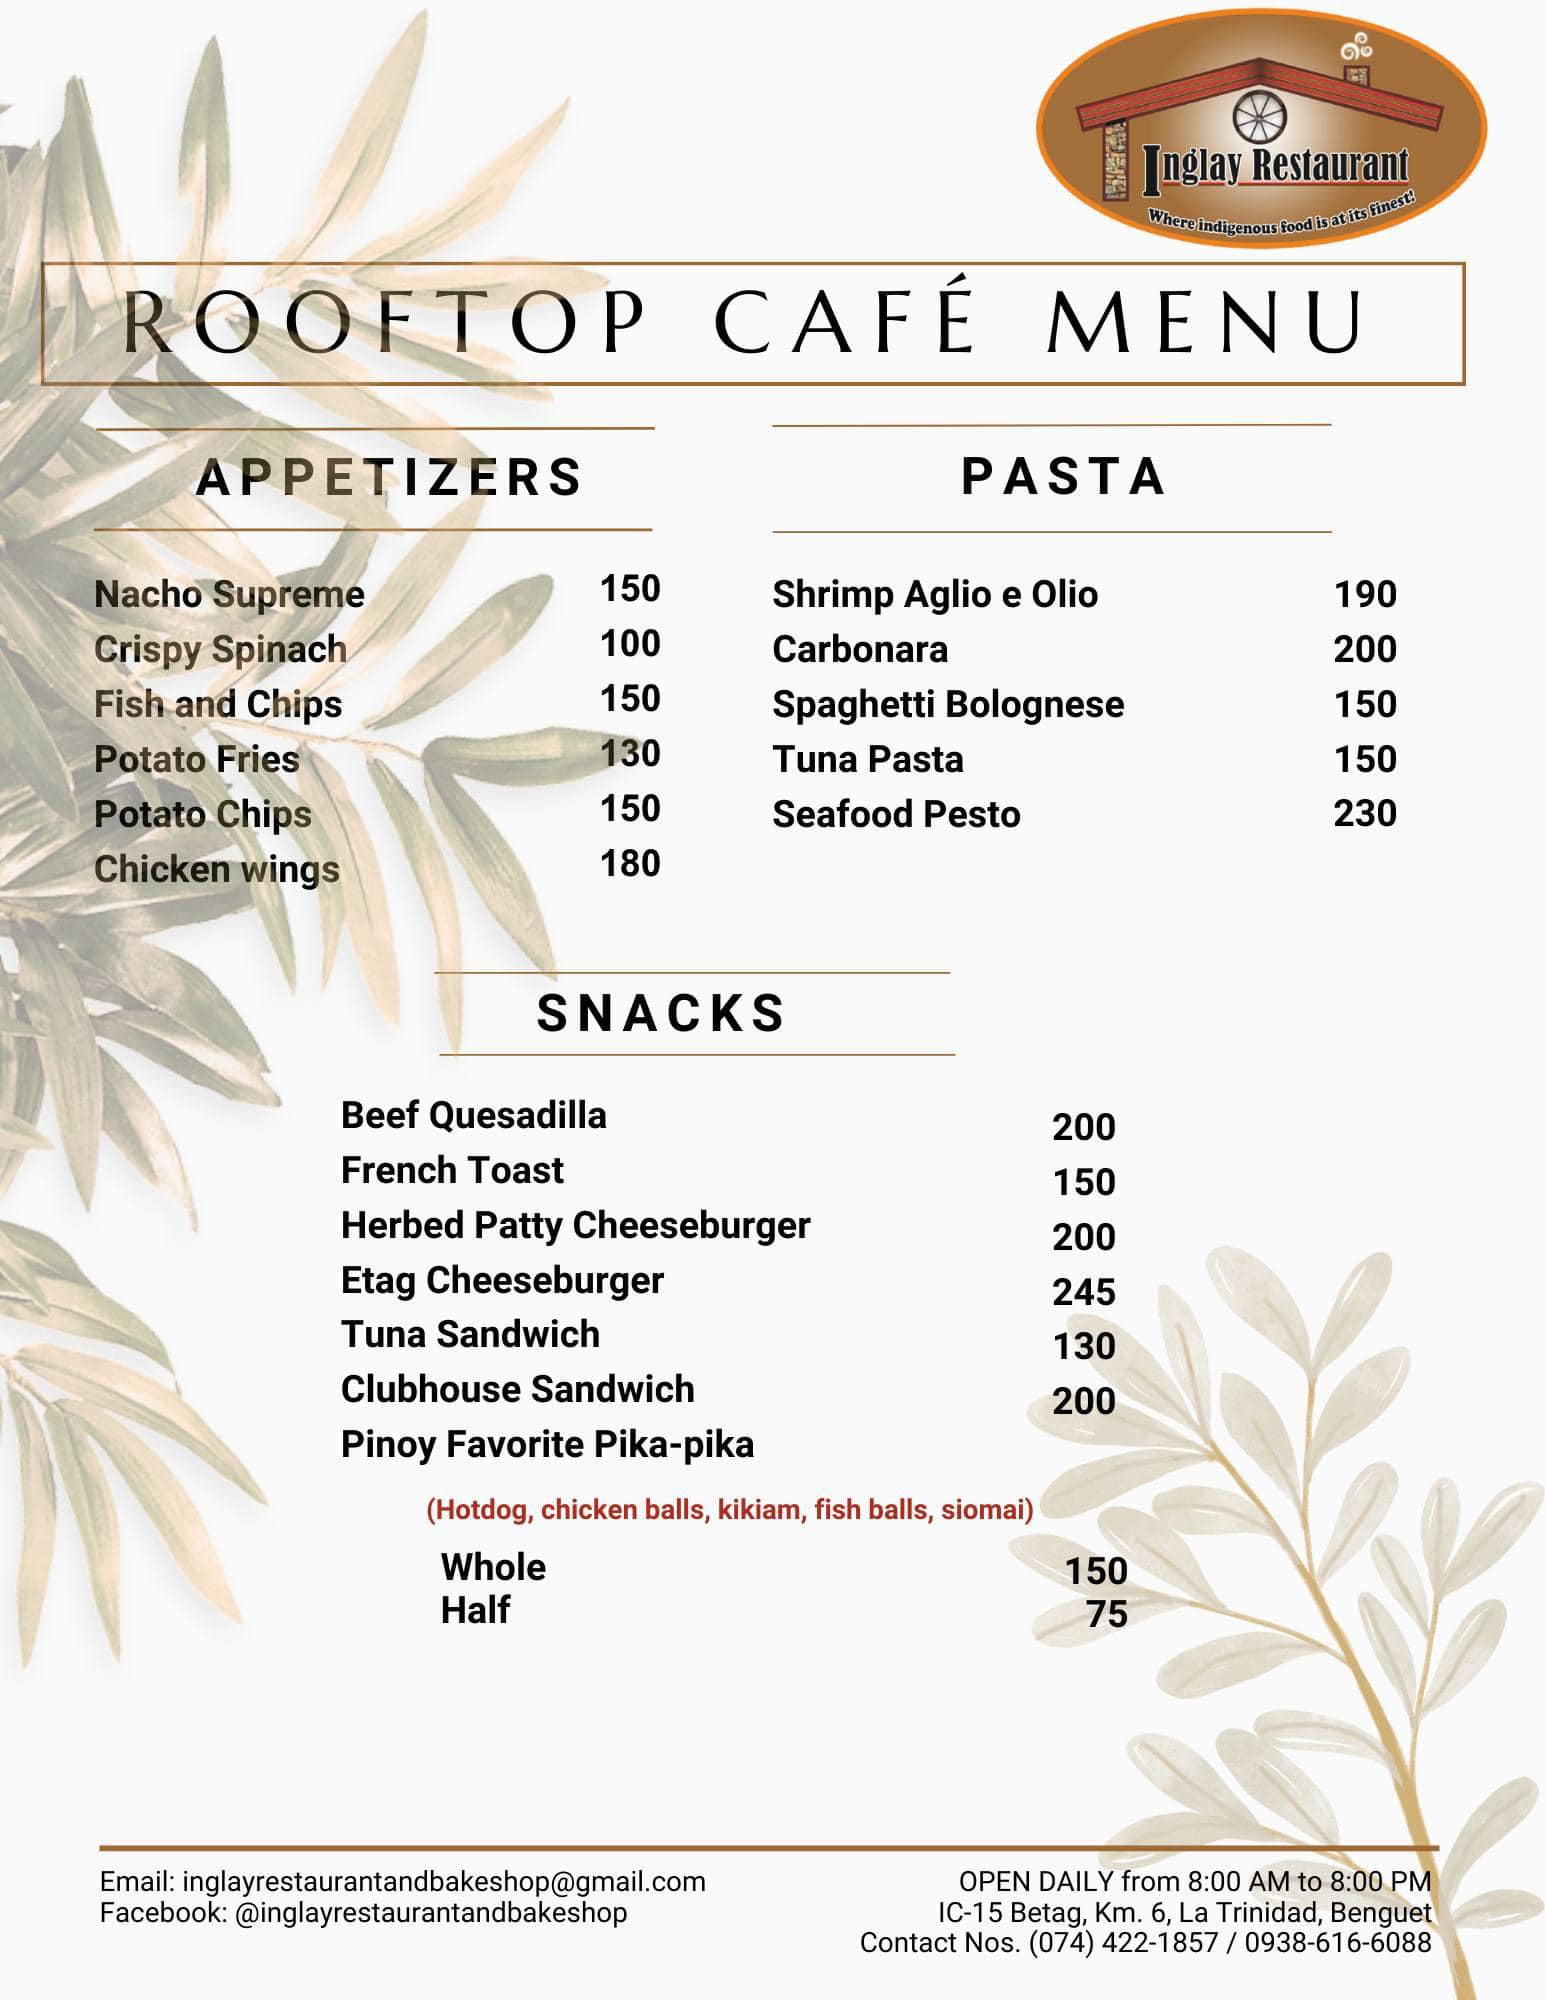 Inglay Restaurant
Where indigenous food is at its finest!
ROOFTOP CAFÉ MENU
APPETIZERS
Nacho Supreme 150
Crispy Spinach 100
Fish and Chips 150
Potato Fries 130
Potato Chips 150
Chicken wings 180
PASTA
Shrimp Aglio e Olio 190
Carbonara 200
Spaghetti Bolognese 150
Tuna Pasta 150
Seafood Pesto 230
SNACKS
Beef Quesadilla 200
French Toast 150
Herbed Patty Cheeseburger 200
Etag Cheeseburger 245
Tuna Sandwich 130
Clubhouse Sandwich 200
Pinoy Favorite Pika-pika
(Hotdog, chicken balls, kikiam, fish balls, siomai)
Whole 150
Half 75
Email: inglayrestaurantandbakeshop@gmail.com
Facebook: @inglayrestaurantandbakeshop
OPEN DAILY from 8:00 AM to 8:00 PM
IC-15 Betag, Km. 6, La Trinidad, Benguet
Contact Nos. (074) 422-1857 / 0938-616-6088